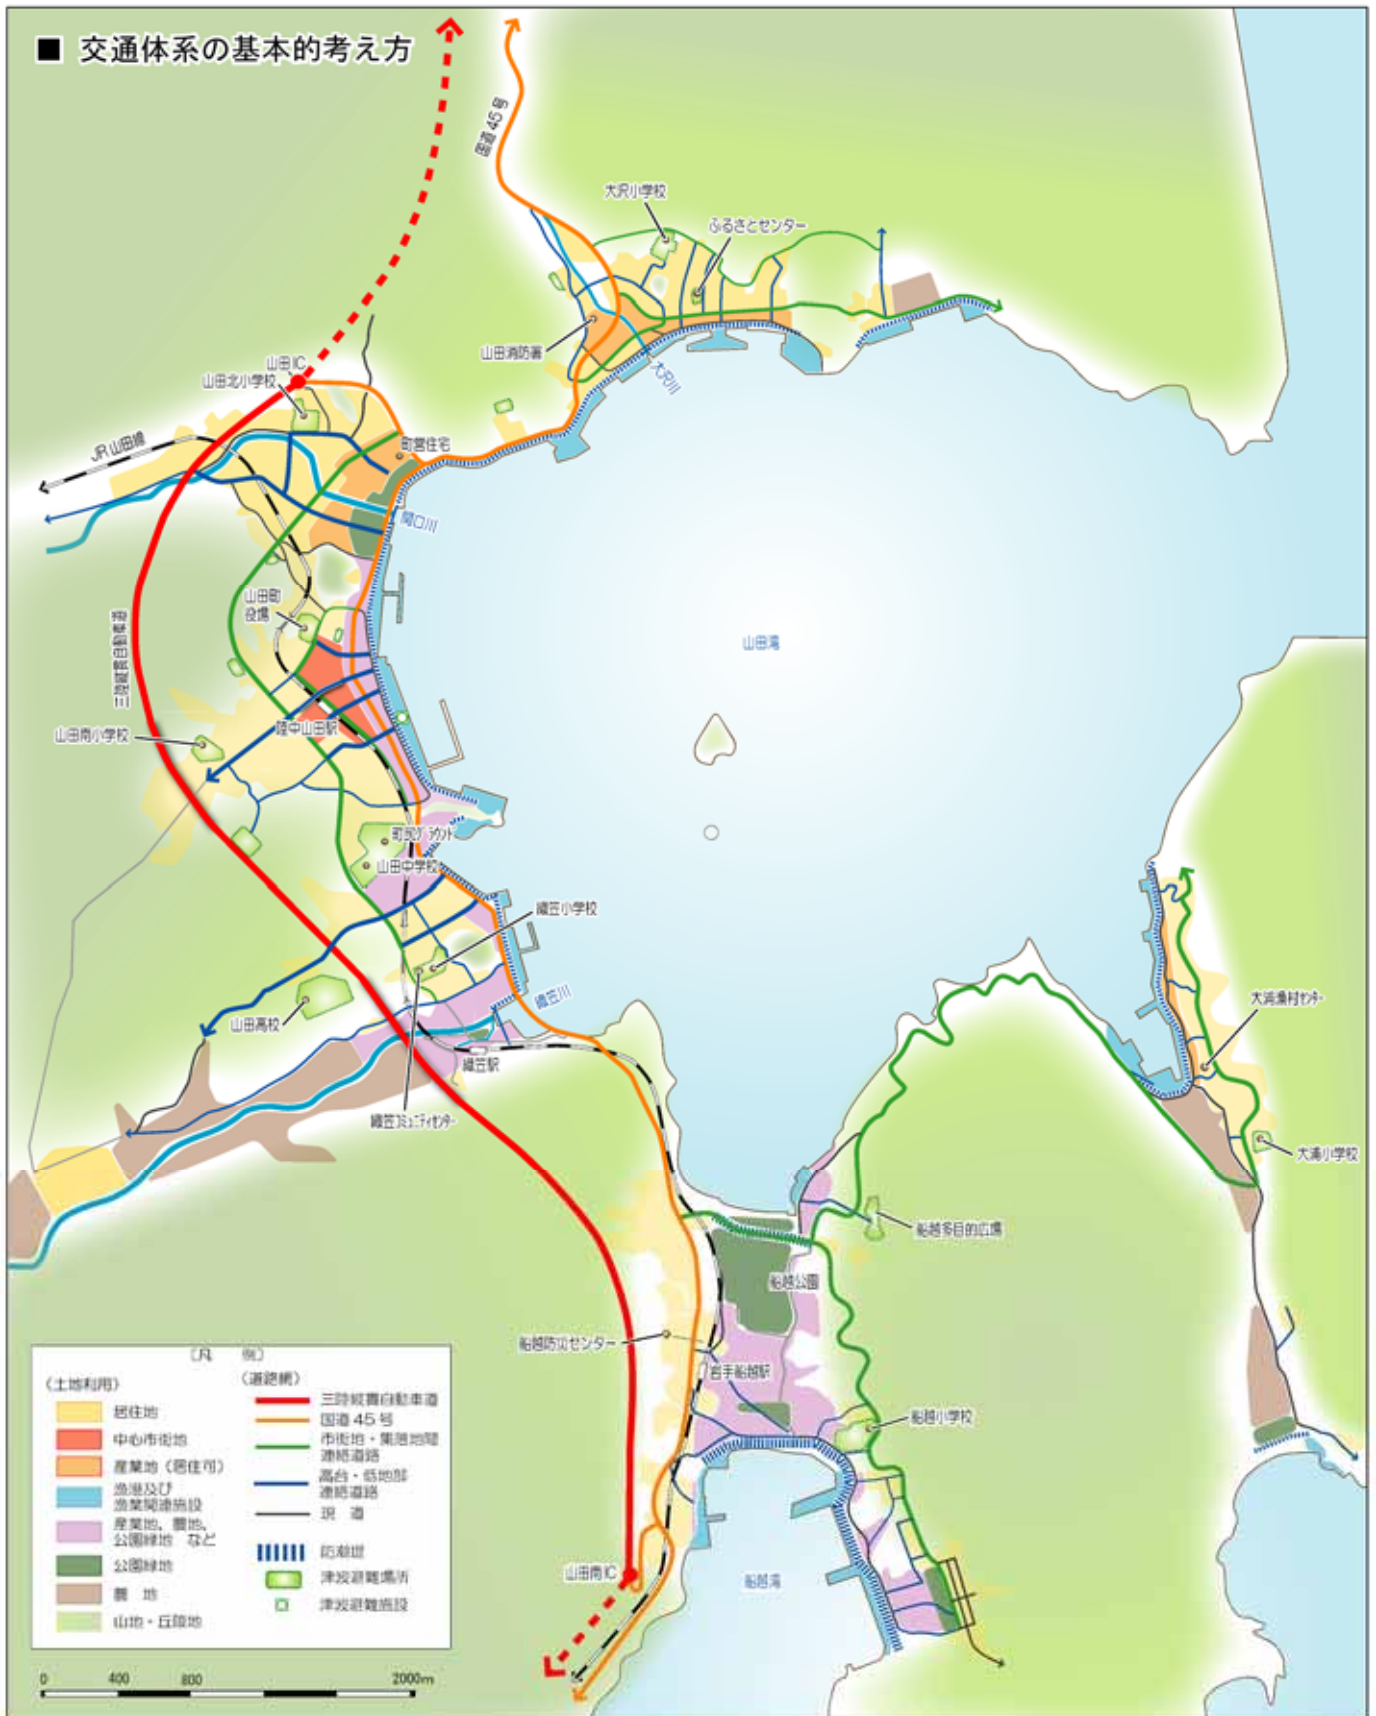 ■ 交通体系の基本的考え方
国道45号
大沢小学校
ふるさとセンター
山田消防署
大沢川
山田IC
山田北小学校
JR山田線
町営住宅
関口川
山田町
役場
三陸縦貫自動車道
山田湾
山田南小学校
陸中山田駅
町民グラウンド
山田中学校
織笠小学校
織笠川
山田高校
織笠駅
織笠コミュニティセンター
大浦漁村センター
大浦小学校
船越多目的広場
船越公園
船越防災センター
岩手船越駅
船越小学校
山田南IC
船越湾
〔凡 例〕
〈土地利用〉
居住地
中心市街地
産業地（居住可）
漁港及び
漁業関連施設
産業地、農地、
公園緑地 など
公園緑地
農 地
山地・丘陵地
〈道路網〉
三陸縦貫自動車道
国道45号
市街地・集落地間
連絡道路
高台・低地部
連絡道路
現 道
防潮堤
津波避難場所
津波避難施設
0 400 800 2000m